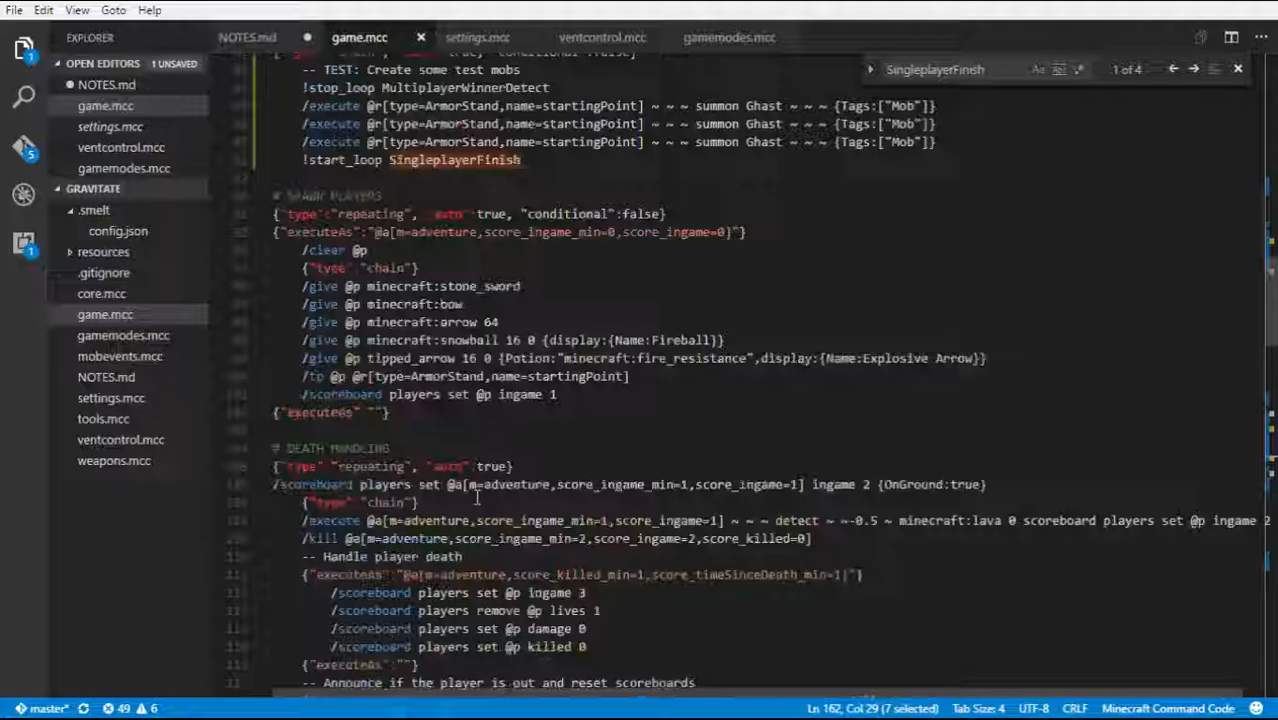 File Edit View Goto Help
EXPLORER
OPEN EDITORS 1 UNSAVED
NOTES.md
game.mcc
settings.mcc
ventcontrol.mcc
gamemodes.mcc
GRAVITATE
.smelt
config.json
resources
.gitignore
core.mcc
game.mcc
gamemodes.mcc
mobevents.mcc
NOTES.md
settings.mcc
tools.mcc
ventcontrol.mcc
weapons.mcc
NOTES.md game.mcc settings.mcc ventcontrol.mcc gamemodes.mcc
SingleplayerFinish 1 of 4
-- TEST: Create some test mobs
!stop_loop MultiplayerWinnerDetect
/execute @r[type=ArmorStand,name=startingPoint] ~ ~ ~ summon Ghast ~ ~ ~ {Tags:["Mob"]}
/execute @r[type=ArmorStand,name=startingPoint] ~ ~ ~ summon Ghast ~ ~ ~ {Tags:["Mob"]}
/execute @r[type=ArmorStand,name=startingPoint] ~ ~ ~ summon Ghast ~ ~ ~ {Tags:["Mob"]}
!start_loop SingleplayerFinish
# SPAWN PLAYERS
{"type":"repeating", "auto":true, "conditional":false}
{"executeAs":"@a[m=adventure,score_ingame_min=0,score_ingame=0]"}
/clear @p
{"type":"chain"}
/give @p minecraft:stone_sword
/give @p minecraft:bow
/give @p minecraft:arrow 64
/give @p minecraft:snowball 16 0 {display:{Name:Fireball}}
/give @p tipped_arrow 16 0 {Potion:"minecraft:fire_resistance",display:{Name:Explosive Arrow}}
/tp @p @r[type=ArmorStand,name=startingPoint]
/scoreboard players set @p ingame 1
{"executeAs":""}
# DEATH HANDLING
{"type":"repeating", "auto":true}
/scoreboard players set @a[m=adventure,score_ingame_min=1,score_ingame=1] ingame 2 {OnGround:true}
{"type":"chain"}
/execute @a[m=adventure,score_ingame_min=1,score_ingame=1] ~ ~ ~ detect ~ ~-0.5 ~ minecraft:lava 0 scoreboard players set @p ingame 2
/kill @a[m=adventure,score_ingame_min=2,score_ingame=2,score_killed=0]
-- Handle player death
{"executeAs":"@a[m=adventure,score_killed_min=1,score_timeSinceDeath_min=1]"}
/scoreboard players set @p ingame 3
/scoreboard players remove @p lives 1
/scoreboard players set @p damage 0
/scoreboard players set @p killed 0
{"executeAs":""}
-- Announce if the player is out and reset scoreboards
master* 49 6 Ln 162, Col 29 (7 selected) Tab Size: 4 UTF-8 CRLF Minecraft Command Code